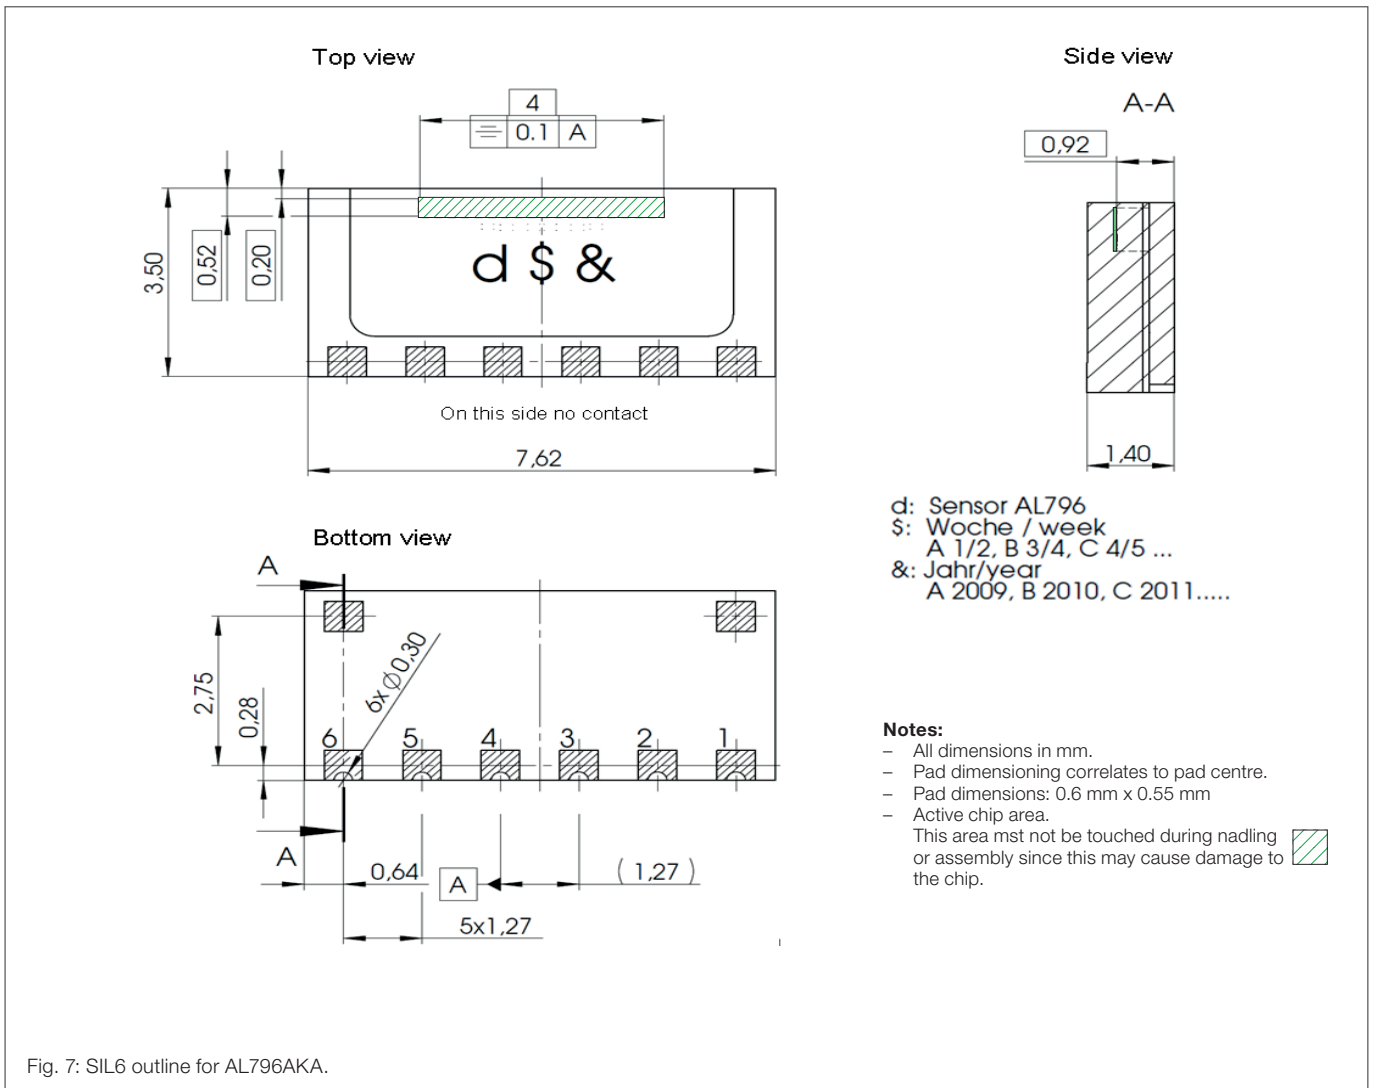 Top view
Side view
A-A
4
0.1 A
0,92
3,50
0,52
0,20
d $ &
On this side no contact
7,62
1,40
d: Sensor AL796
$: Woche / week
A 1/2, B 3/4, C 4/5 ...
&: Jahr/year
A 2009, B 2010, C 2011.....
Bottom view
A
6x Ø0,30
2,75
0,28
6 5 4 3 2 1
A
0,64
A
(1,27)
5x1,27
Notes:
– All dimensions in mm.
– Pad dimensioning correlates to pad centre.
– Pad dimensions: 0.6 mm x 0.55 mm
– Active chip area.
This area mst not be touched during nadling
or assembly since this may cause damage to
the chip.
Fig. 7: SIL6 outline for AL796AKA.